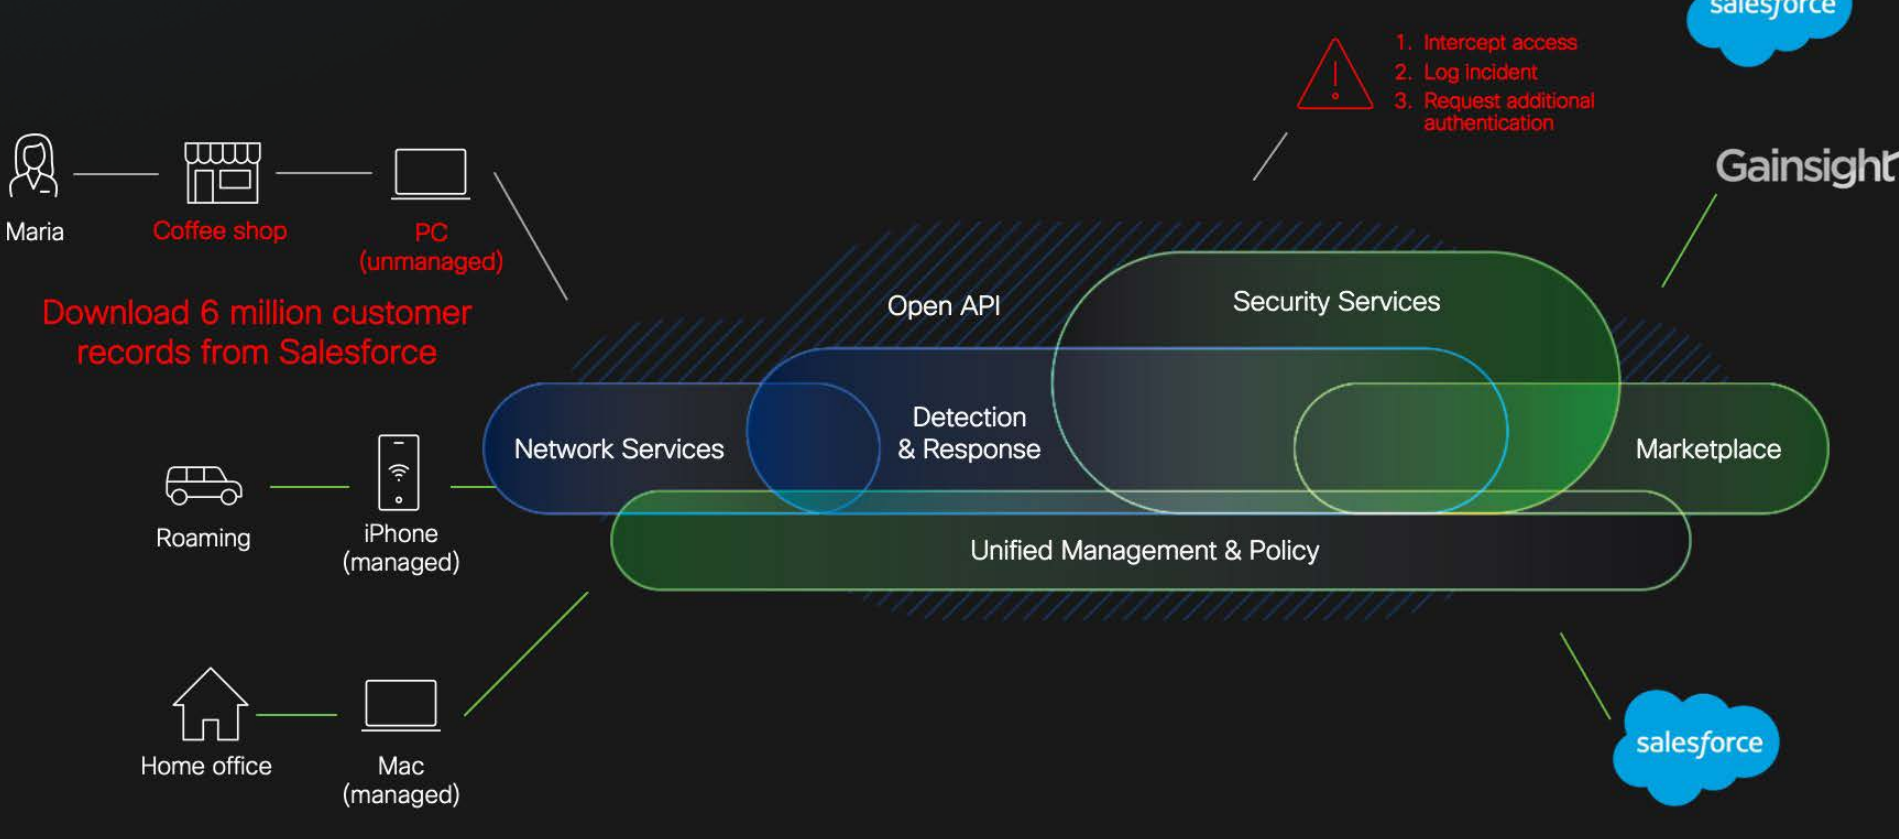 salesforce
1. Intercept access
2. Log incident
3. Request additional
authentication
Gainsight
Maria
Coffee shop
PC
(unmanaged)
Download 6 million customer
records from Salesforce
Open API
Security Services
Network Services
Detection
& Response
Marketplace
Roaming
iPhone
(managed)
Unified Management & Policy
Home office
Mac
(managed)
salesforce